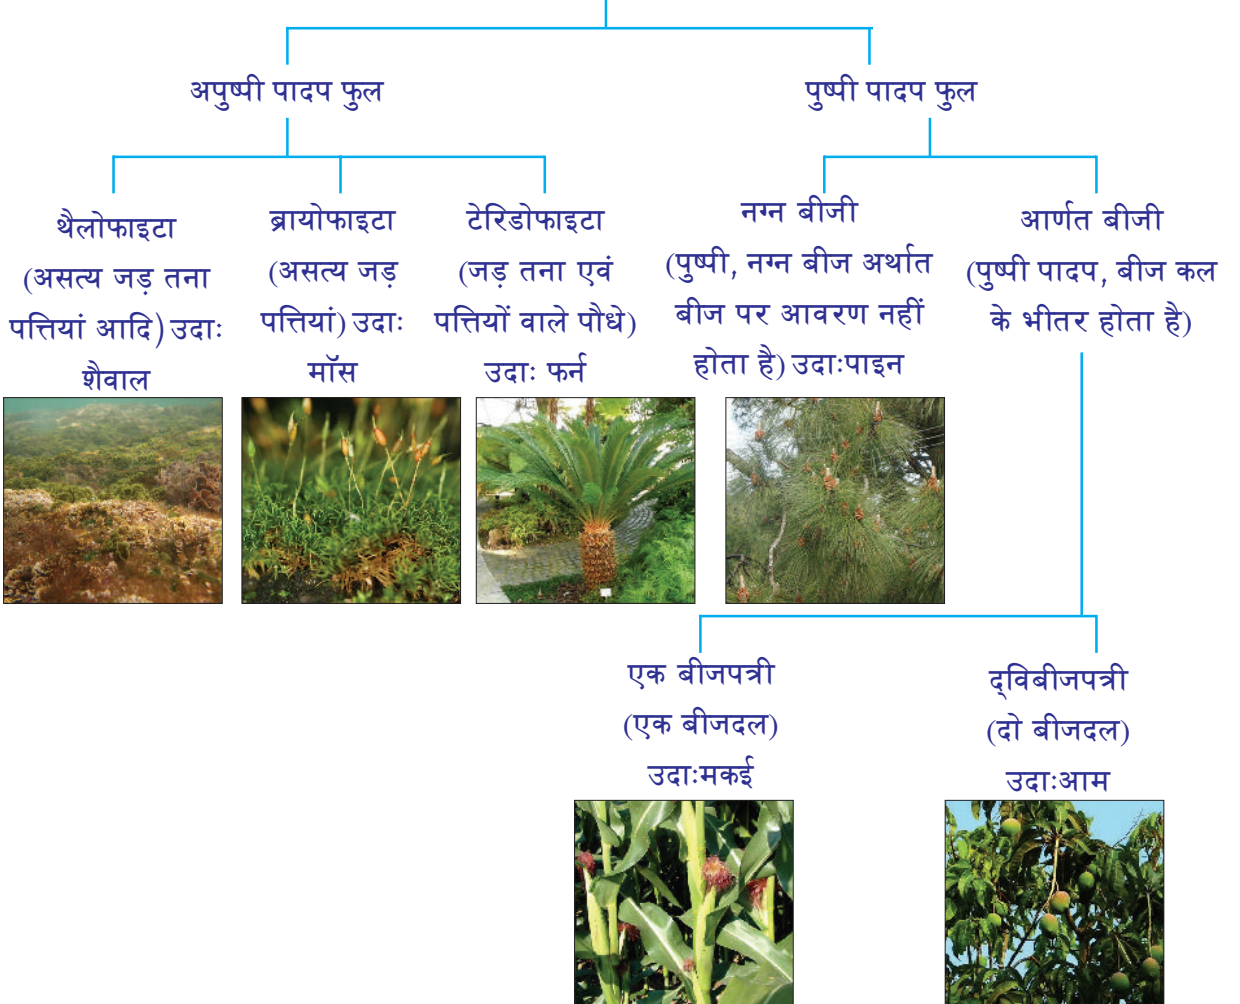 अपुष्पी पादप फुल
पुष्पी पादप फुल
थैलोफाइटा
(असत्य जड़ तना
पत्तियां आदि) उदाः
शैवाल
ब्रायोफाइटा
(असत्य जड़
पत्तियां) उदाः
मॉस
टेरिडोफाइटा
(जड़ तना एवं
पत्तियों वाले पौधे)
उदाः फर्न
नग्न बीजी
(पुष्पी, नग्न बीज अर्थात
बीज पर आवरण नहीं
होता है) उदाःपाइन
आर्णत बीजी
(पुष्पी पादप, बीज कल
के भीतर होता है)
एक बीजपत्री
(एक बीजदल)
उदाःमकई
द्विबीजपत्री
(दो बीजदल)
उदाःआम